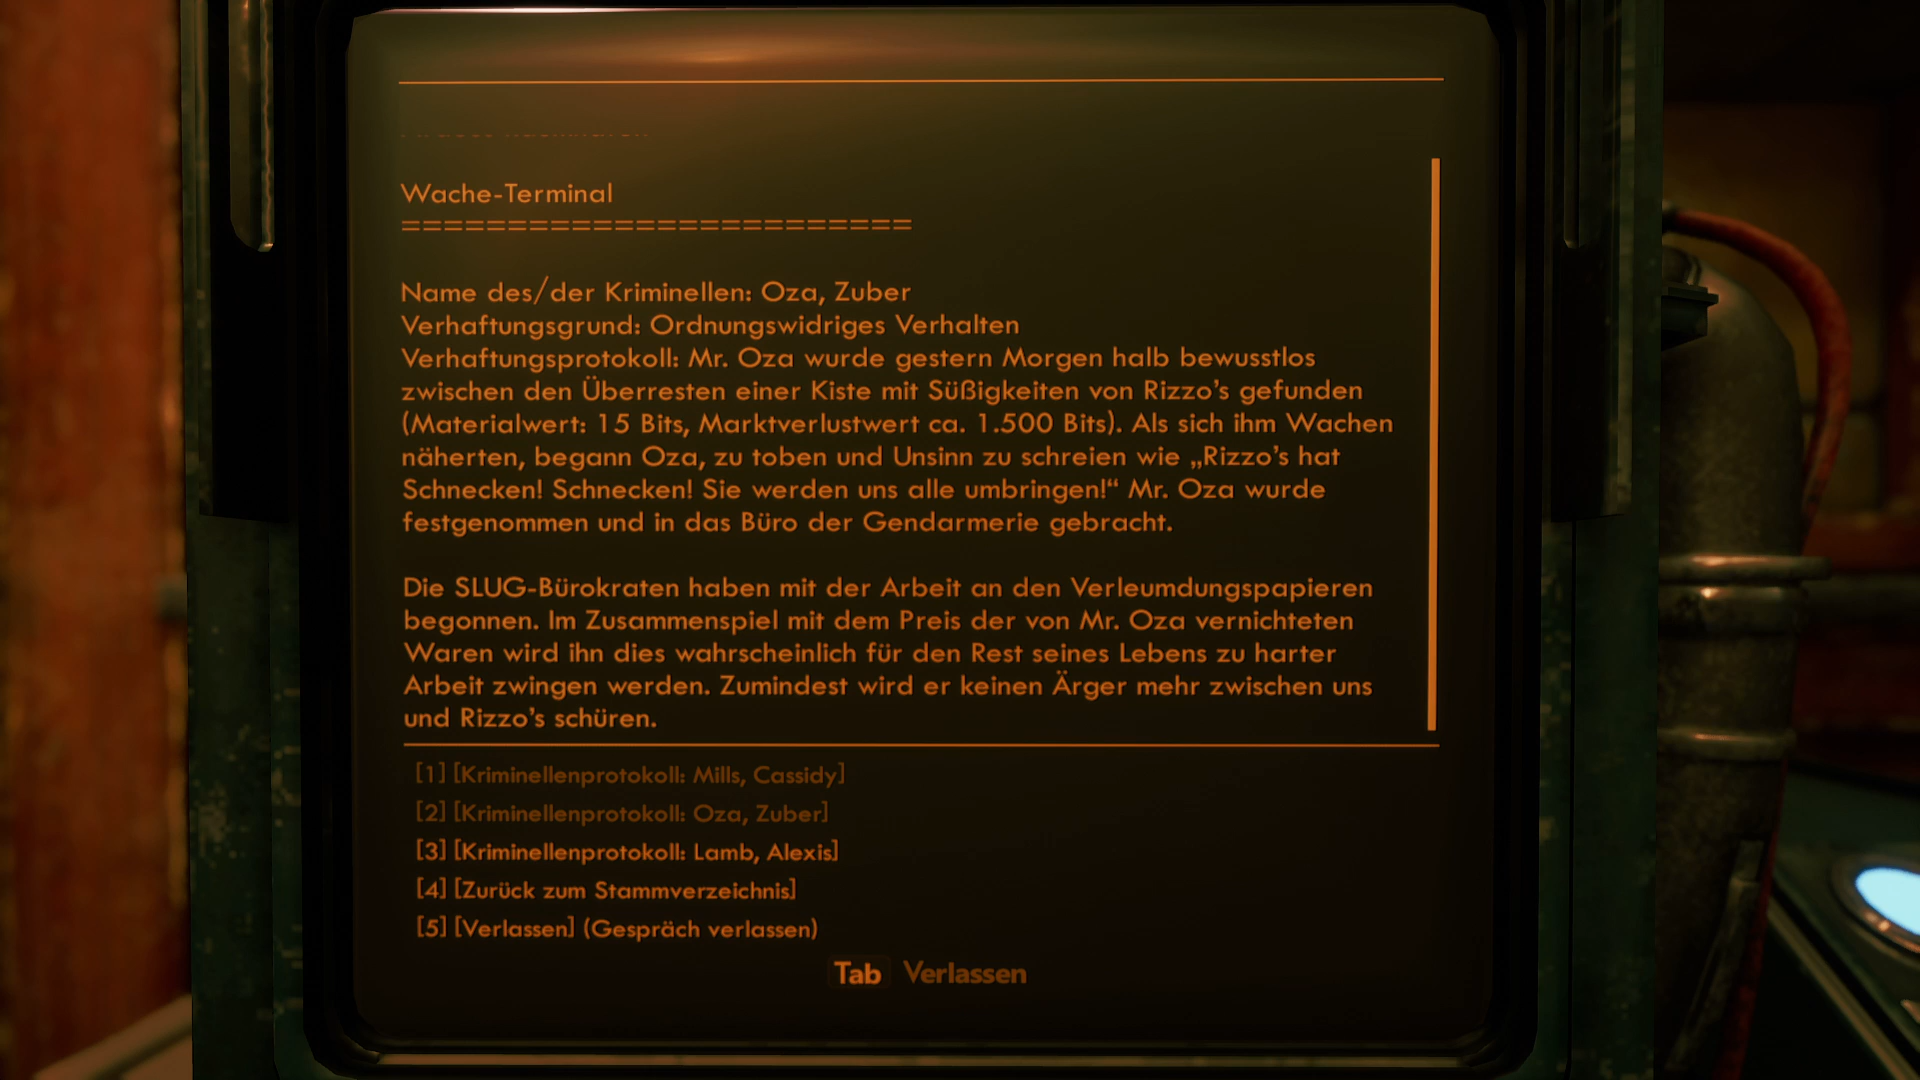 Wache-Terminal
========================
Name des/der Kriminellen: Oza, Zuber
Verhaftungsgrund: Ordnungswidriges Verhalten
Verhaftungsprotokoll: Mr. Oza wurde gestern Morgen halb bewusstlos
zwischen den Überresten einer Kiste mit Süßigkeiten von Rizzo’s gefunden
(Materialwert: 15 Bits, Marktverlustwert ca. 1.500 Bits). Als sich ihm Wachen
näherten, begann Oza, zu toben und Unsinn zu schreien wie „Rizzo’s hat
Schnecken! Schnecken! Sie werden uns alle umbringen!“ Mr. Oza wurde
festgenommen und in das Büro der Gendarmerie gebracht.
Die SLUG-Bürokraten haben mit der Arbeit an den Verleumdungspapieren
begonnen. Im Zusammenspiel mit dem Preis der von Mr. Oza vernichteten
Waren wird ihn dies wahrscheinlich für den Rest seines Lebens zu harter
Arbeit zwingen werden. Zumindest wird er keinen Ärger mehr zwischen uns
und Rizzo’s schüren.
[1] [Kriminellenprotokoll: Mills, Cassidy]
[2] [Kriminellenprotokoll: Oza, Zuber]
[3] [Kriminellenprotokoll: Lamb, Alexis]
[4] [Zurück zum Stammverzeichnis]
[5] [Verlassen] (Gespräch verlassen)
Tab Verlassen